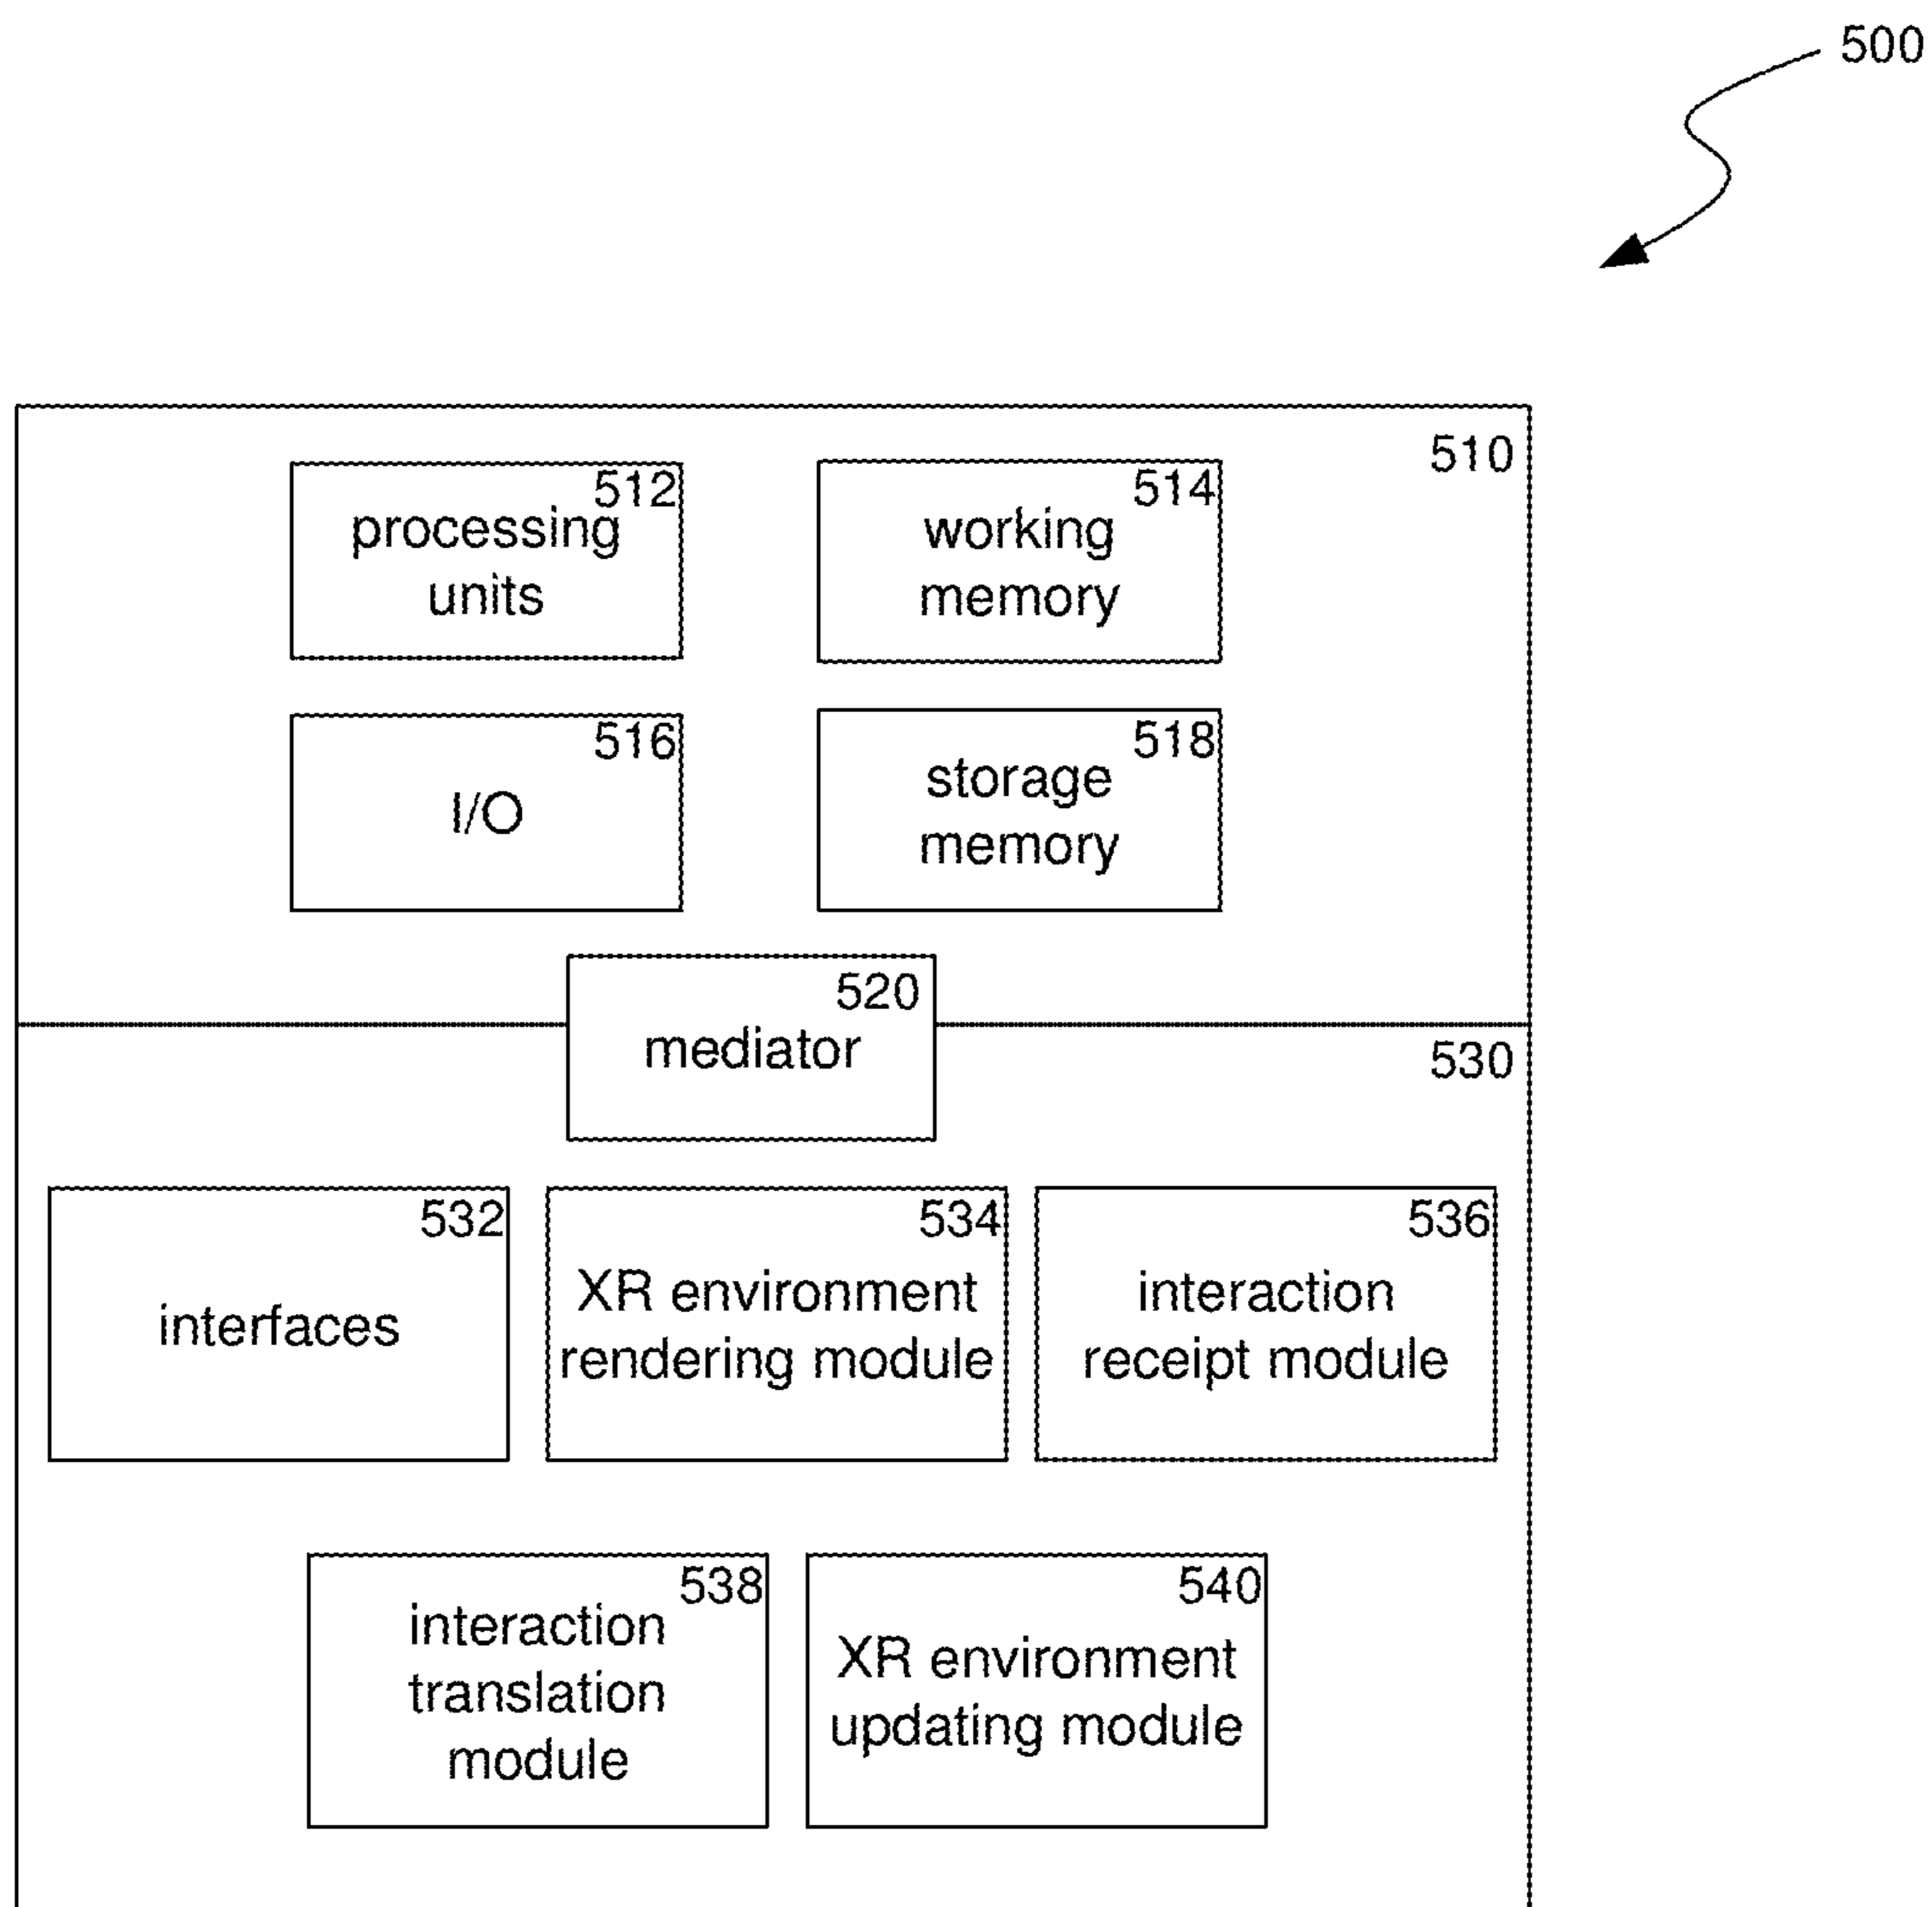 500
510
512
processing
units
514
working
memory
516
I/O
518
storage
memory
520
mediator
530
532
interfaces
534
XR environment
rendering module
536
interaction
receipt module
538
interaction
translation
module
540
XR environment
updating module